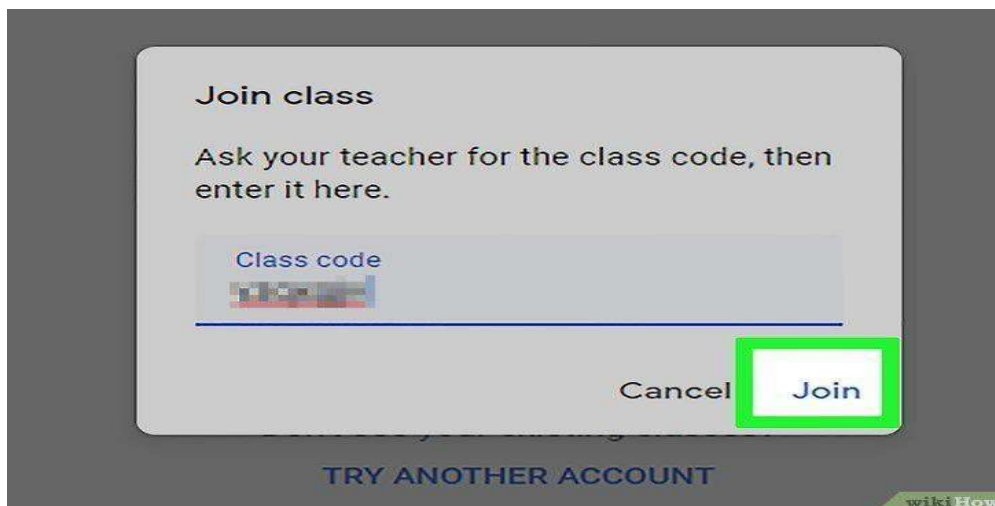 Join class
Ask your teacher for the class code, then
enter it here.
Class code
Cancel Join
TRY ANOTHER ACCOUNT
wikiHow